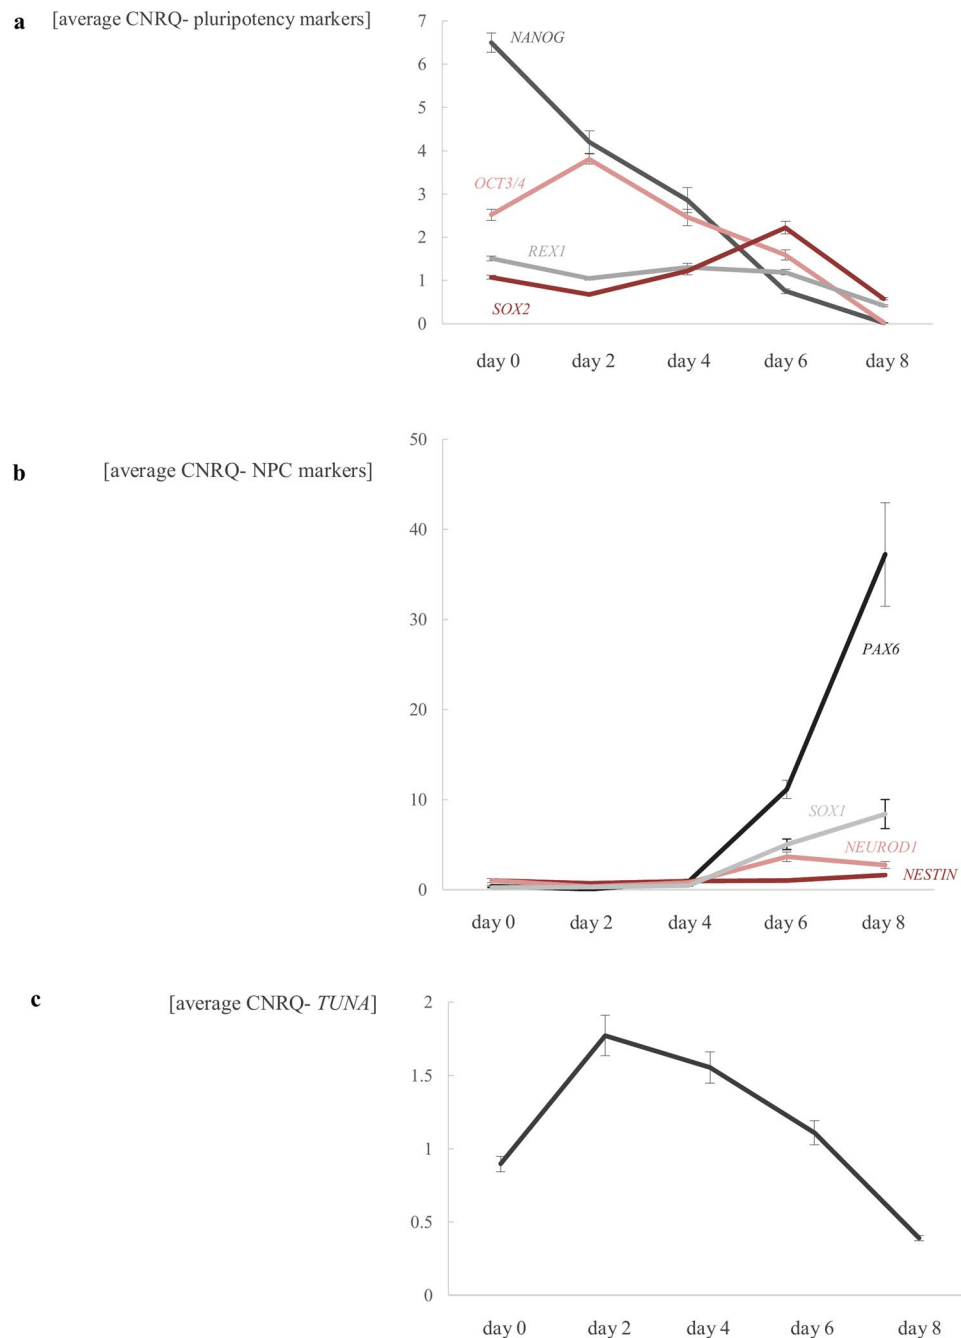 a [average CNRQ- pluripotency markers]
7
6
5
4
3
2
1
0
NANOG
OCT3/4
REX1
SOX2
day 0 day 2 day 4 day 6 day 8
b [average CNRQ- NPC markers]
50
40
30
20
10
0
PAX6
SOX1
NEUROD1
NESTIN
day 0 day 2 day 4 day 6 day 8
c [average CNRQ- TUNA]
2
1.5
1
0.5
0
day 0 day 2 day 4 day 6 day 8